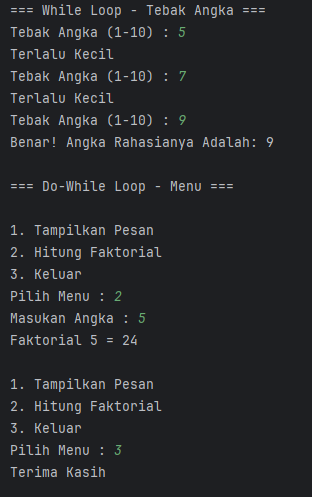 === While Loop - Tebak Angka ===
Tebak Angka (1-10) : 5
Terlalu Kecil
Tebak Angka (1-10) : 7
Terlalu Kecil
Tebak Angka (1-10) : 9
Benar! Angka Rahasianya Adalah: 9
=== Do-While Loop - Menu ===
1. Tampilkan Pesan
2. Hitung Faktorial
3. Keluar
Pilih Menu : 2
Masukan Angka : 5
Faktorial 5 = 24
1. Tampilkan Pesan
2. Hitung Faktorial
3. Keluar
Pilih Menu : 3
Terima Kasih